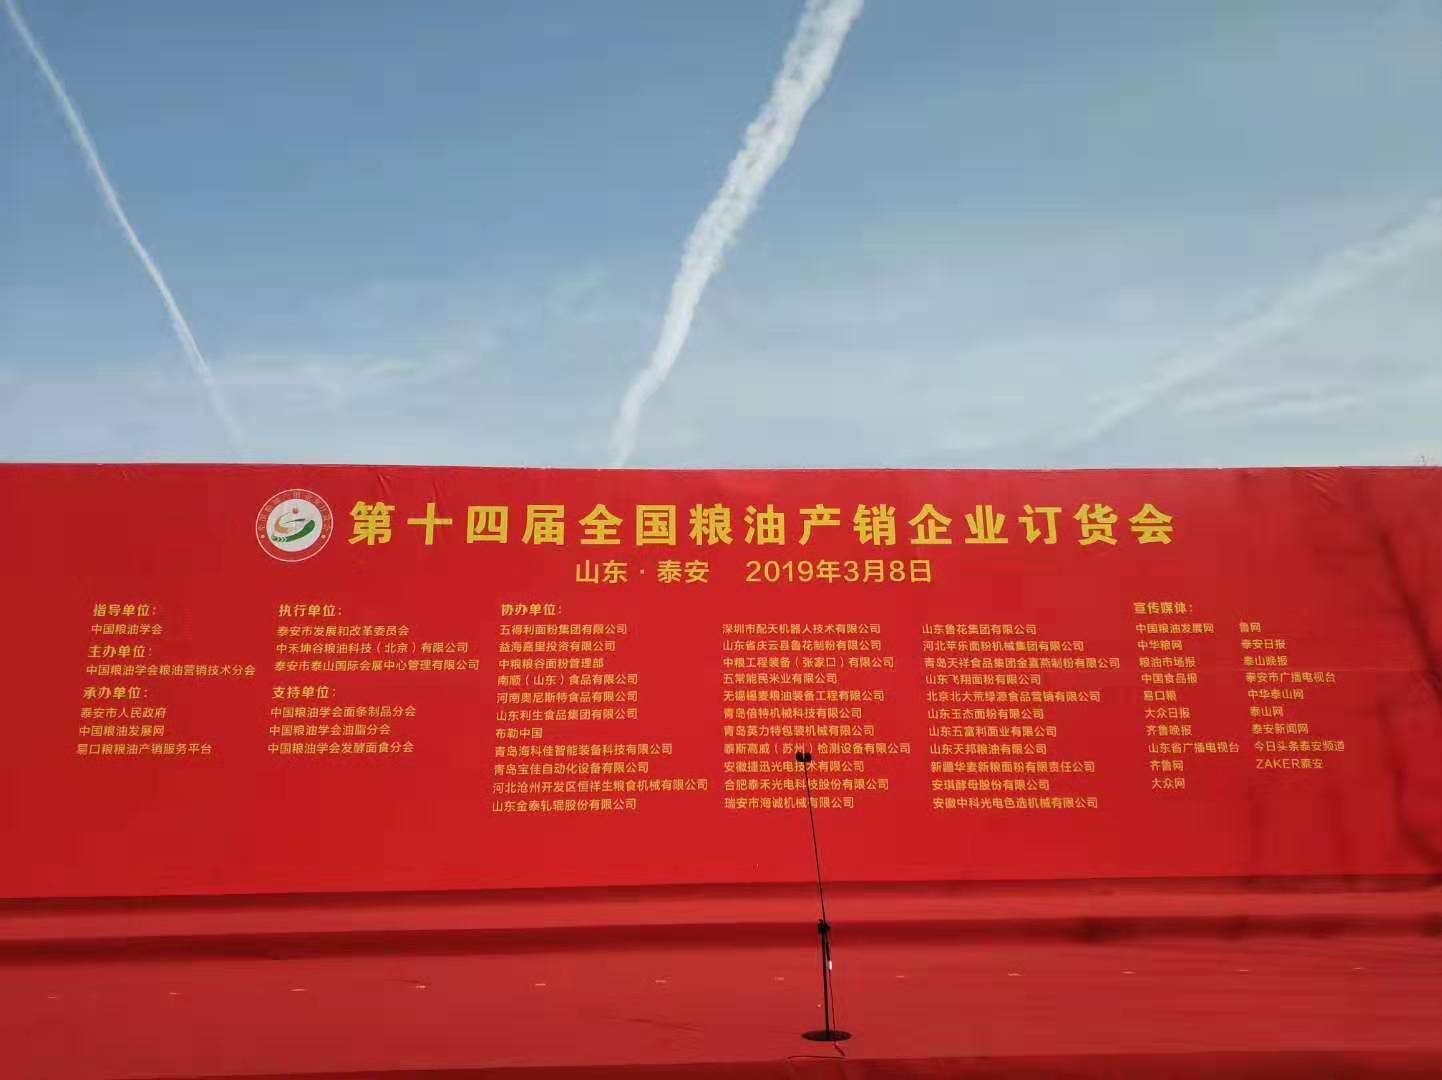 第十四届全国粮油产销企业订货会
山东·泰安 2019年3月8日
指导单位：
中国粮油学会
主办单位：
中国粮油学会粮油营销技术分会
承办单位：
泰安市人民政府
中国粮油发展网
易口粮粮油产销服务平台
执行单位：
泰安市发展和改革委员会
中禾坤谷粮油科技（北京）有限公司
泰安市泰山国际会展中心管理有限公司
支持单位：
中国粮油学会面条制品分会
中国粮油学会油脂分会
中国粮油学会发酵面食分会
协办单位：
五得利面粉集团有限公司
益海嘉里投资有限公司
中粮粮谷面粉管理部
南顺（山东）食品有限公司
河南奥尼斯特食品有限公司
山东利生食品集团有限公司
布勒中国
青岛海科佳智能装备科技有限公司
青岛宝佳自动化设备有限公司
河北沧州开发区恒祥生粮食机械有限公司
山东金泰轧辊股份有限公司
深圳市配天机器人技术有限公司
山东省庆云县鲁花制粉有限公司
中粮工程装备（张家口）有限公司
五常能民米业有限公司
无锡锡麦粮油装备工程有限公司
青岛倍特机械科技有限公司
青岛英力特包装机械有限公司
泰斯高威（苏州）检测设备有限公司
安徽捷迅光电技术有限公司
合肥泰禾光电科技股份有限公司
瑞安市海诚机械有限公司
山东鲁花集团有限公司
河北苹乐面粉机械集团有限公司
青岛天祥食品集团金喜燕制粉有限公司
山东飞翔面粉有限公司
北京北大荒绿源食品营销有限公司
山东玉杰面粉有限公司
山东五富利面业有限公司
山东天邦粮油有限公司
新疆华麦新粮面粉有限责任公司
安琪酵母股份有限公司
安徽中科光电色选机械有限公司
宣传媒体：
中国粮油发展网
中华粮网
粮油市场报
中国食品报
易口粮
大众日报
齐鲁晚报
山东省广播电视台
齐鲁网
大众网
鲁网
泰安日报
泰山晚报
泰安市广播电视台
中华泰山网
泰山网
泰安新闻网
今日头条泰安频道
ZAKER泰安